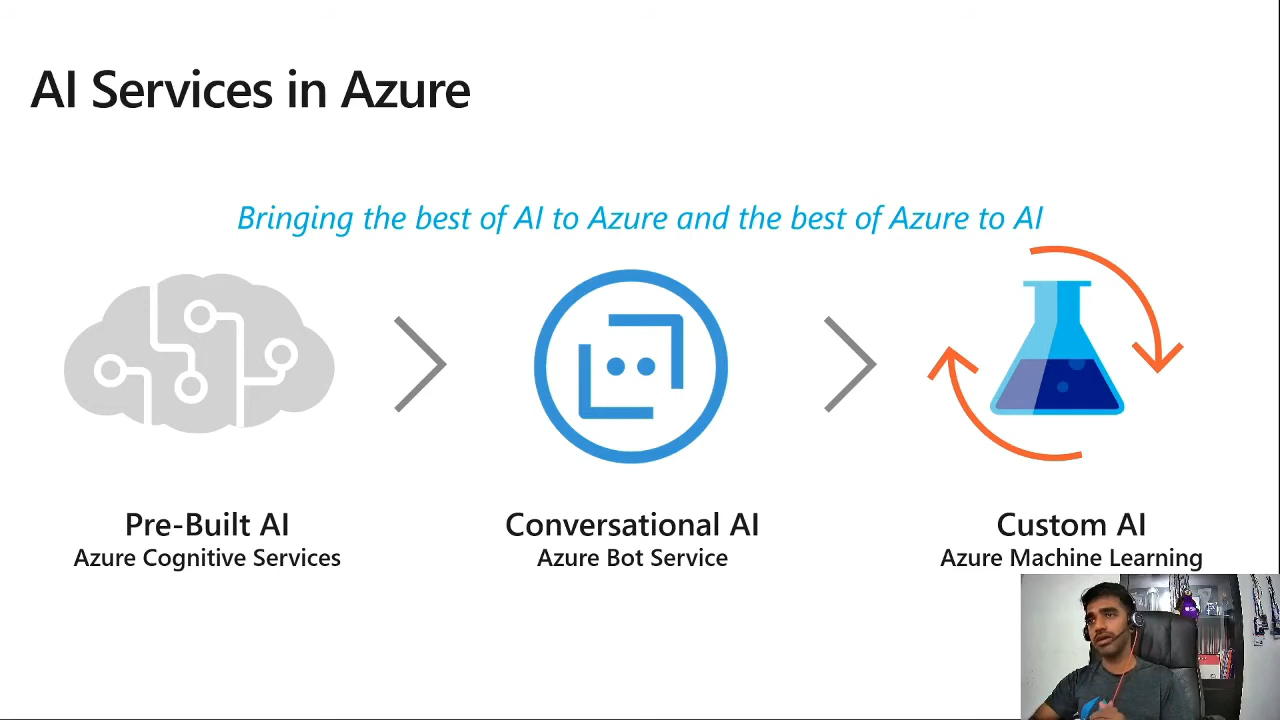 AI Services in Azure
Bringing the best of AI to Azure and the best of Azure to AI
Pre-Built AI
Azure Cognitive Services
Conversational AI
Azure Bot Service
Custom AI
Azure Machine Learning